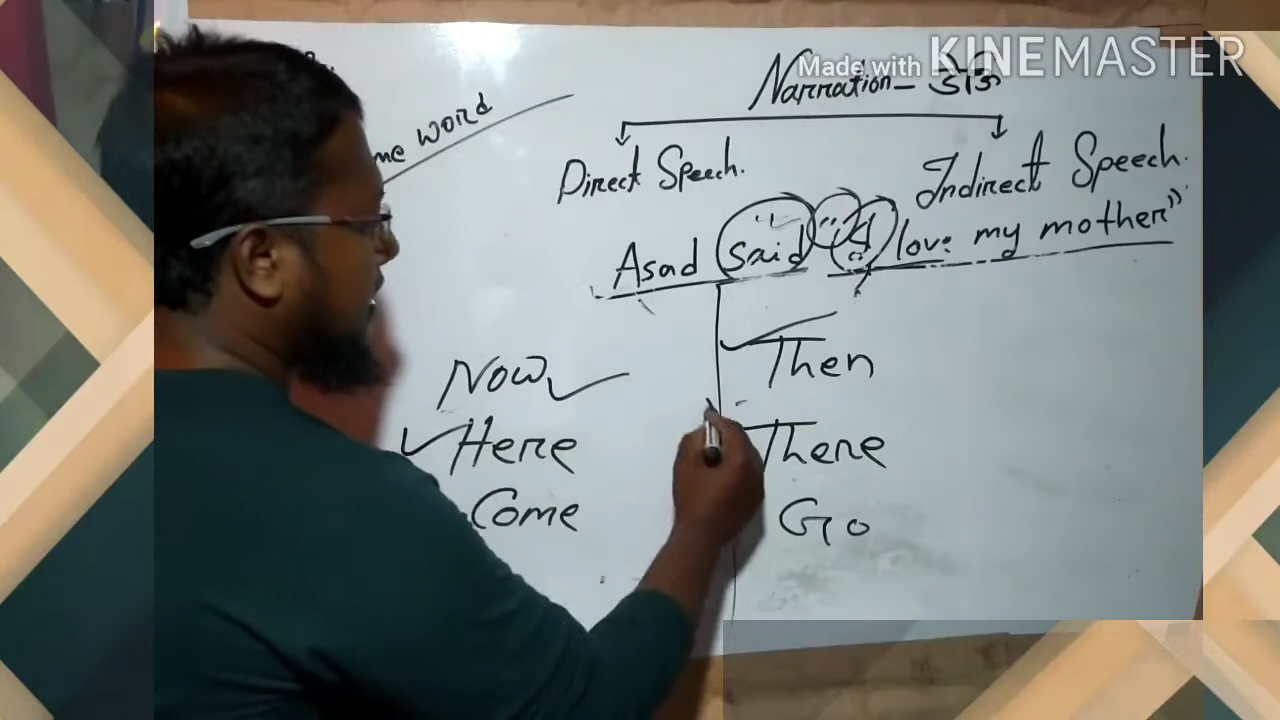 Made with KINEMASTER
Narration - উক্তি
me word
Direct Speech.
Indirect Speech.
Asad said "I love my mother"
Now Then
Here There
Come Go